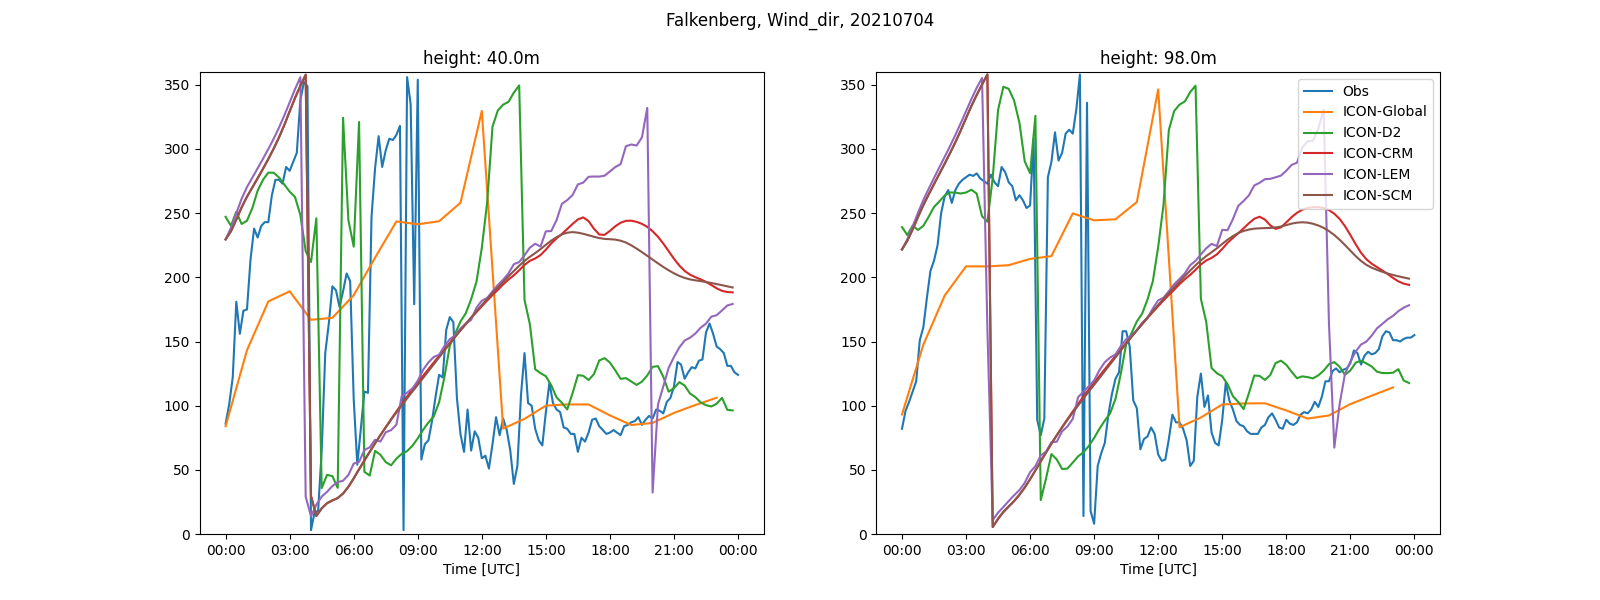 Falkenberg, Wind_dir, 20210704
height: 40.0m
350
300
250
200
150
100
50
0
00:00 03:00 06:00 09:00 12:00 15:00 18:00 21:00 00:00
Time [UTC]
height: 98.0m
350
300
250
200
150
100
50
0
00:00 03:00 06:00 09:00 12:00 15:00 18:00 21:00 00:00
Time [UTC]
Obs
ICON-Global
ICON-D2
ICON-CRM
ICON-LEM
ICON-SCM